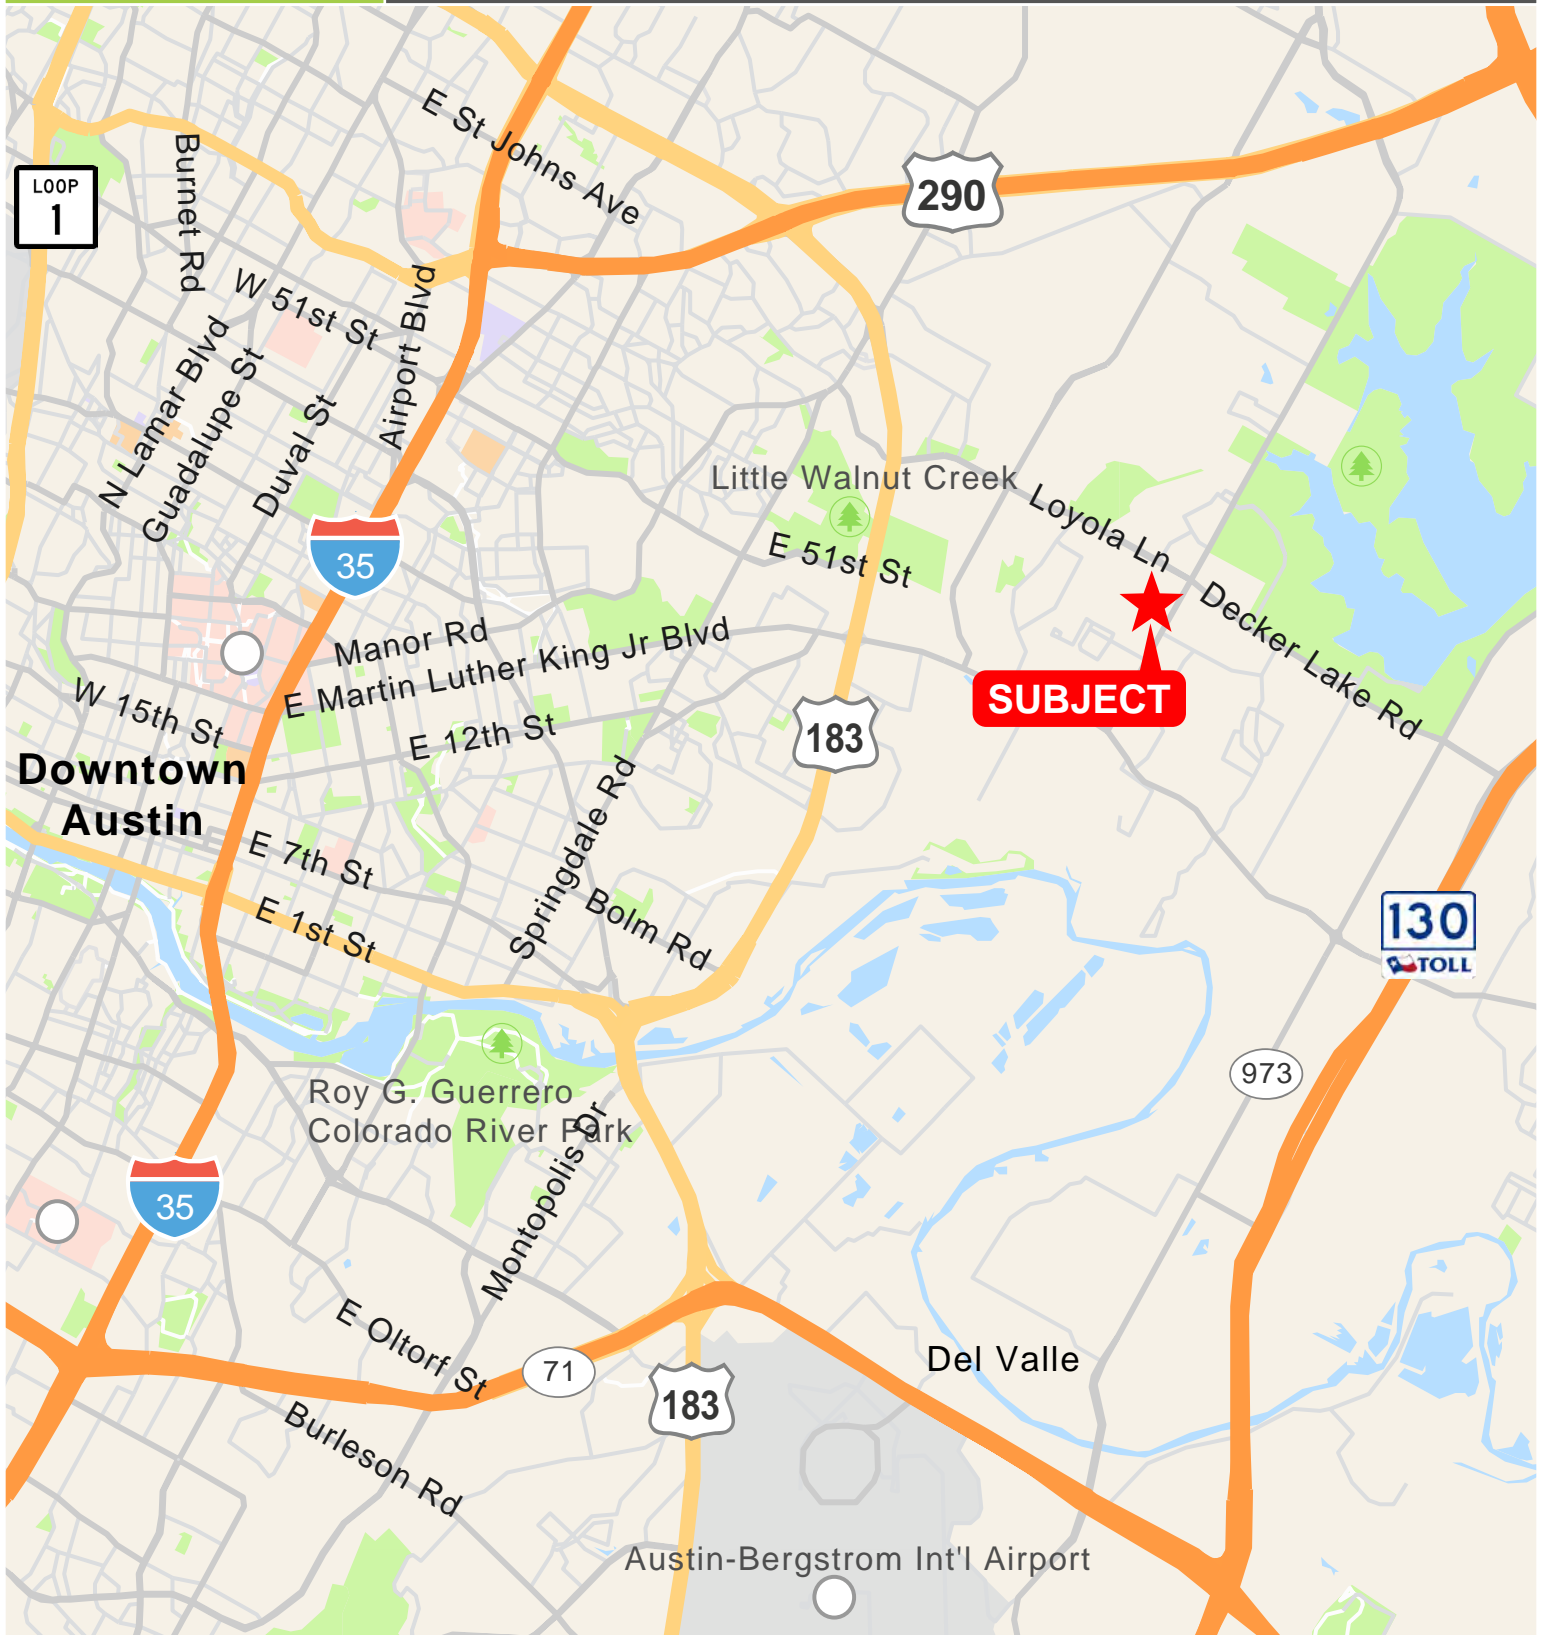 E St Johns Ave
Burnet Rd
LOOP
1
290
W 51st St
Airport Blvd
N Lamar Blvd
Guadalupe St
Duval St
Little Walnut Creek
Loyola Ln
E 51st St
35
Decker Lake Rd
Manor Rd
E Martin Luther King Jr Blvd
SUBJECT
W 15th St
E 12th St
183
Downtown
Austin
Springdale Rd
E 7th St
Bolm Rd
E 1st St
130
TOLL
973
Roy G. Guerrero
Colorado River Park
Montopolis Dr
35
E Oltorf St
71
Del Valle
183
Burleson Rd
Austin-Bergstrom Int'l Airport